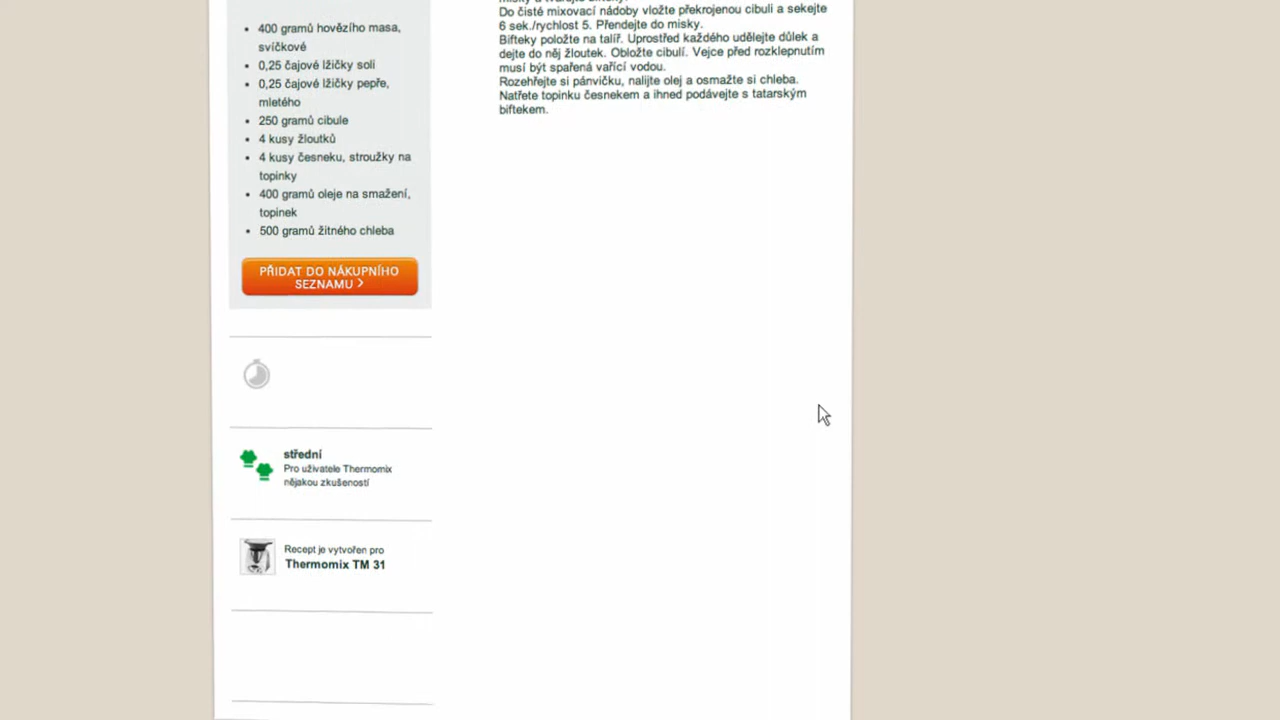 400 gramů hovězího masa,
svíčkové
0,25 čajové lžičky soli
0,25 čajové lžičky pepře,
mletého
250 gramů cibule
4 kusy žloutků
4 kusy česneku, stroužky na
topinky
400 gramů oleje na smažení,
topinek
500 gramů žitného chleba
PŘIDAT DO NÁKUPNÍHO
SEZNAMU >
střední
Pro uživatele Thermomix
nějakou zkušeností
Recept je vytvořen pro
Thermomix TM 31
Do čisté mixovací nádoby vložte překrojenou cibuli a sekejte
6 sek./rychlost 5. Přendejte do misky.
Bifteky položte na talíř. Uprostřed každého udělejte důlek a
dejte do něj žloutek. Obložte cibulí. Vejce před rozklepnutím
musí být spařená vařící vodou.
Rozehřejte si pánvičku, nalijte olej a osmažte si chleba.
Natřete topinku česnekem a ihned podávejte s tatarským
biftekem.